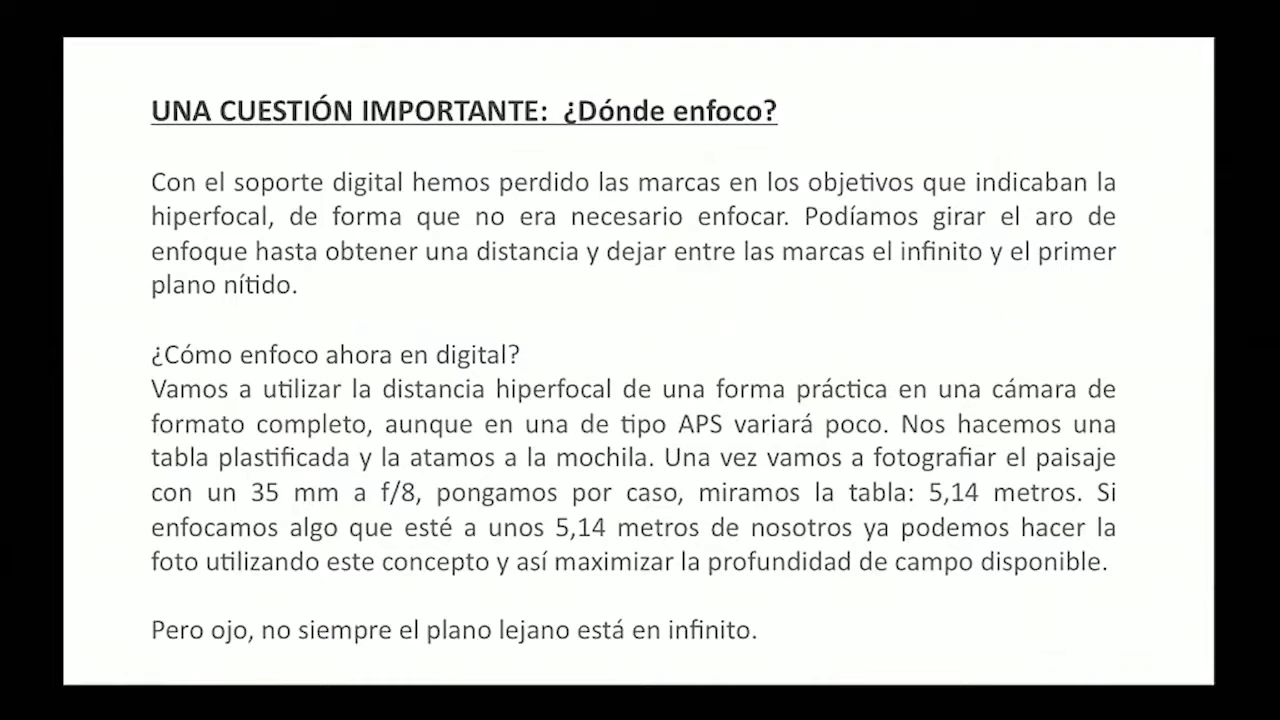 UNA CUESTIÓN IMPORTANTE: ¿Dónde enfoco?
Con el soporte digital hemos perdido las marcas en los objetivos que indicaban la
hiperfocal, de forma que no era necesario enfocar. Podíamos girar el aro de
enfoque hasta obtener una distancia y dejar entre las marcas el infinito y el primer
plano nítido.
¿Cómo enfoco ahora en digital?
Vamos a utilizar la distancia hiperfocal de una forma práctica en una cámara de
formato completo, aunque en una de tipo APS variará poco. Nos hacemos una
tabla plastificada y la atamos a la mochila. Una vez vamos a fotografiar el paisaje
con un 35 mm a f/8, pongamos por caso, miramos la tabla: 5,14 metros. Si
enfocamos algo que esté a unos 5,14 metros de nosotros ya podemos hacer la
foto utilizando este concepto y así maximizar la profundidad de campo disponible.
Pero ojo, no siempre el plano lejano está en infinito.